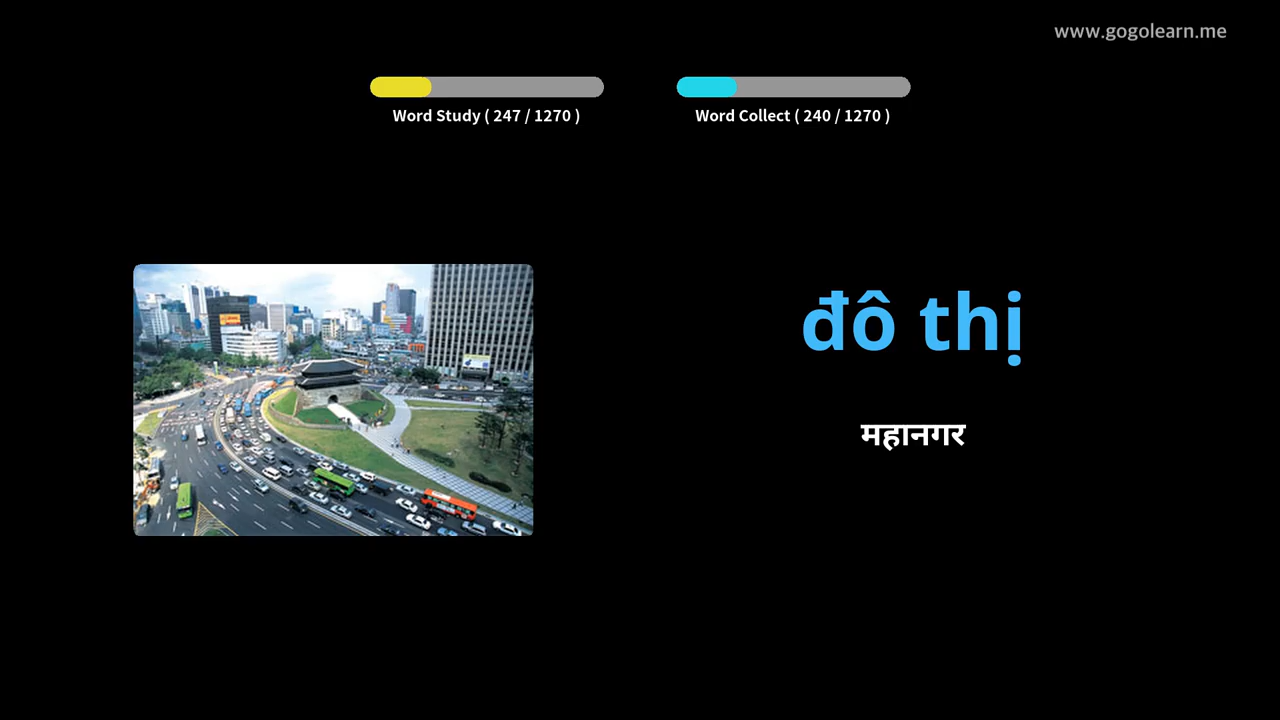 www.gogolearn.me
Word Study ( 247 / 1270 )
Word Collect ( 240 / 1270 )
đô thị
महानगर